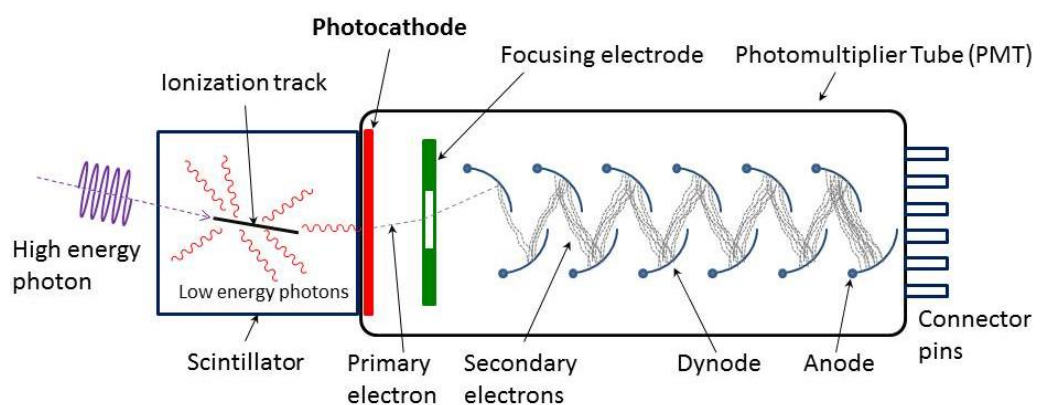 Photocathode
Focusing electrode
Photomultiplier Tube (PMT)
Ionization track
High energy
photon
Low energy photons
Scintillator
Primary
electron
Secondary
electrons
Dynode
Anode
Connector
pins